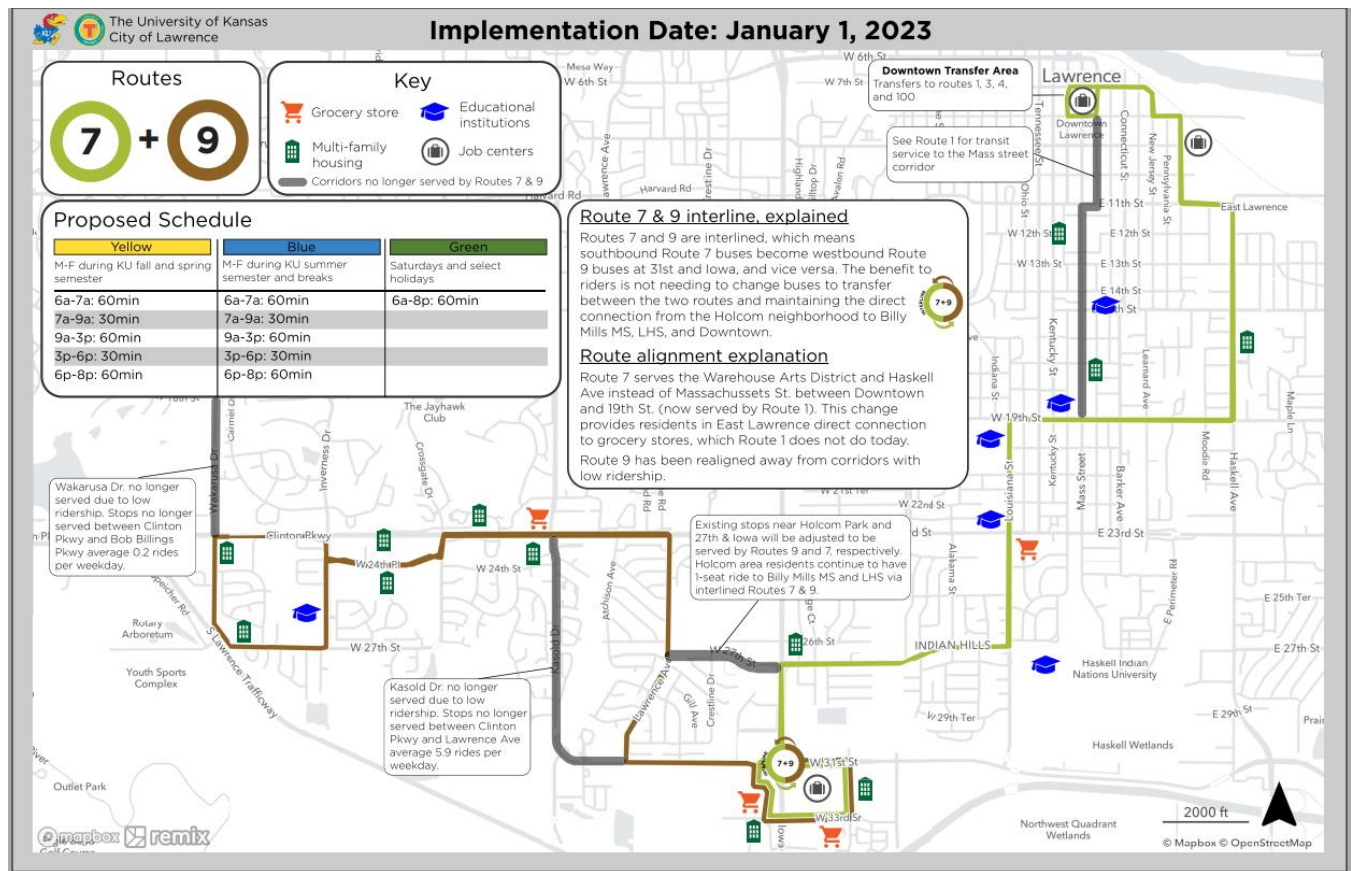 The University of Kansas
City of Lawrence
Implementation Date: January 1, 2023
Routes
7 + 9
Key
Grocery store
Educational
institutions
Multi-family
housing
Job centers
Corridors no longer served by Routes 7 & 9
Proposed Schedule
Yellow Blue Green
M-F during KU fall and spring
semester
M-F during KU summer
semester and breaks
Saturdays and select
holidays
6a-7a: 60min 6a-7a: 60min 6a-8p: 60min
7a-9a: 30min 7a-9a: 30min
9a-3p: 60min 9a-3p: 60min
3p-6p: 30min 3p-6p: 30min
6p-8p: 60min 6p-8p: 60min
Route 7 & 9 interline, explained
Routes 7 and 9 are interlined, which means
southbound Route 7 buses become westbound Route
9 buses at 31st and Iowa, and vice versa. The benefit to
riders is not needing to change buses to transfer
between the two routes and maintaining the direct
connection from the Holcom neighborhood to Billy
Mills MS, LHS, and Downtown.
7+9
Route alignment explanation
Route 7 serves the Warehouse Arts District and Haskell
Ave instead of Massachussets St. between Downtown
and 19th St. (now served by Route 1). This change
provides residents in East Lawrence direct connection
to grocery stores, which Route 1 does not do today.
Route 9 has been realigned away from corridors with
low ridership.
Downtown Transfer Area
Transfers to routes 1, 3, 4,
and 100
See Route 1 for transit
service to the Mass street
corridor
Wakarusa Dr. no longer
served due to low
ridership. Stops no longer
served between Clinton
Pkwy and Bob Billings
Pkwy average 0.2 rides
per weekday.
Existing stops near Holcom Park and
27th & Iowa will be adjusted to be
served by Routes 9 and 7, respectively.
Holcom area residents continue to have
1-seat ride to Billy Mills MS and LHS via
interlined Routes 7 & 9.
Kasold Dr. no longer
served due to low
ridership. Stops no longer
served between Clinton
Pkwy and Lawrence Ave
average 5.9 rides per
weekday.
Mesa Way
W 6th St
W 6th St
W 7th St
Lawrence
Downtown
Lawrence
Tennessee St
Connecticut St
New Jersey St
Pennsylvania St
Harvard Rd
Harvard Rd
Crestline Dr
Avalon Rd
Ohio St
E 11th St
East Lawrence
W 12th St
E 12th St
W 13th St
E 13th St
E 14th St
Kentucky St
Indiana St
Learnard Ave
W 19th St
Maple Ln
The Jayhawk
Club
Carmel Dr
Wakarusa Dr
Inverness Dr
Crossgate Dr
W 21st Ter
W 22nd St
Louisiana St
Kentucky St
Mass Street
Barker Ave
Moodie Rd
Haskell Ave
Clinton Pkwy
W 24th Pl
W 24th St
E 23rd St
Alabama St
Atchison Ave
E Perimeter Rd
E 25th Ter
Speicher Rd
Rotary
Arboretum
S Lawrence Trafficway
W 27th St
W 27th St
26th St
INDIAN HILLS
E 27th St
Youth Sports
Complex
Kasold Dr
Lawrence Ave
Gill Ave
Crestline Dr
Haskell Indian
Nations University
W 29th Ter
E 29th St
Haskell Wetlands
7+9
W 31st St
W 33rd St
Iowa
Outlet Park
Northwest Quadrant
Wetlands
2000 ft
mapbox remix
© Mapbox © OpenStreetMap